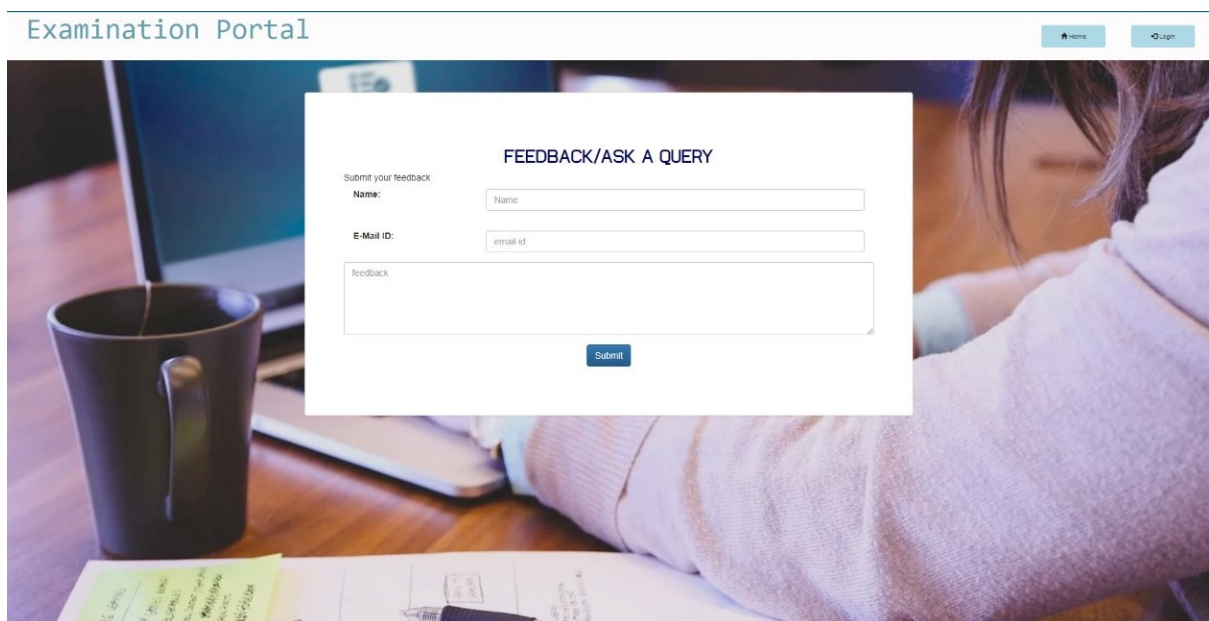 Examination Portal
Home
Login
FEEDBACK/ASK A QUERY
Submit your feedback
Name:
Name
E-Mail ID:
email-id
feedback
Submit